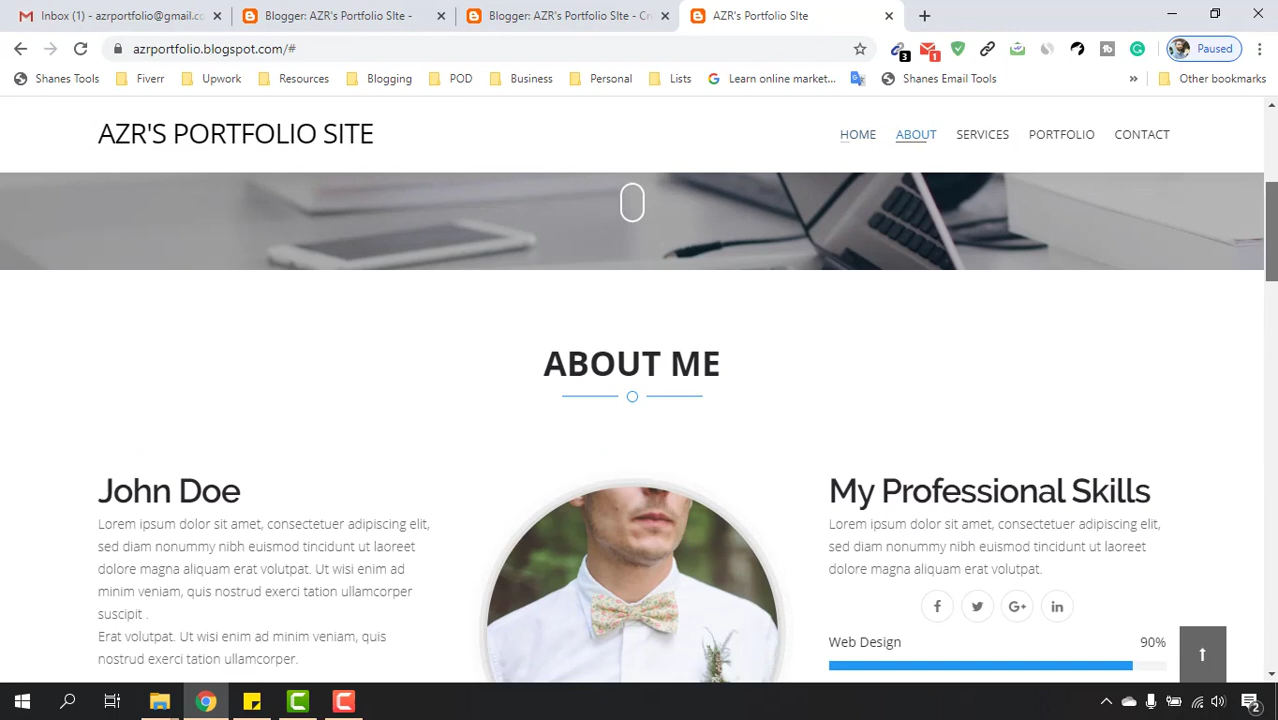 Inbox (1) - azrportfolio@gmail.co
Blogger: AZR's Portfolio SIte -
Blogger: AZR's Portfolio SIte - Cr
AZR's Portfolio SIte
azrportfolio.blogspot.com/#
3
1
Paused
Shanes Tools
Fiverr
Upwork
Resources
Blogging
POD
Business
Personal
Lists
Learn online market...
Shanes Email Tools
»
Other bookmarks
AZR'S PORTFOLIO SITE
HOME
ABOUT
SERVICES
PORTFOLIO
CONTACT
ABOUT ME
John Doe
Lorem ipsum dolor sit amet, consectetuer adipiscing elit,
sed diam nonummy nibh euismod tincidunt ut laoreet
dolore magna aliquam erat volutpat. Ut wisi enim ad
minim veniam, quis nostrud exerci tation ullamcorper
suscipit .
Erat volutpat. Ut wisi enim ad minim veniam, quis
nostrud exerci tation ullamcorper.
My Professional Skills
Lorem ipsum dolor sit amet, consectetuer adipiscing elit,
sed diam nonummy nibh euismod tincidunt ut laoreet
dolore magna aliquam erat volutpat.
Web Design 90%
2